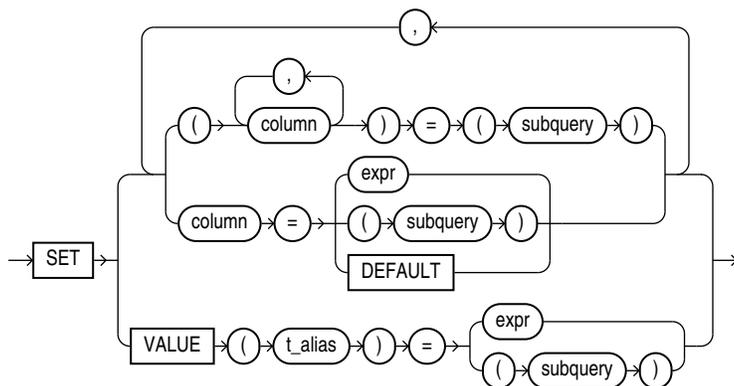 ,
,
( column ) = ( subquery )
expr
column = ( subquery )
SET
DEFAULT
VALUE ( t_alias ) =
expr
( subquery )